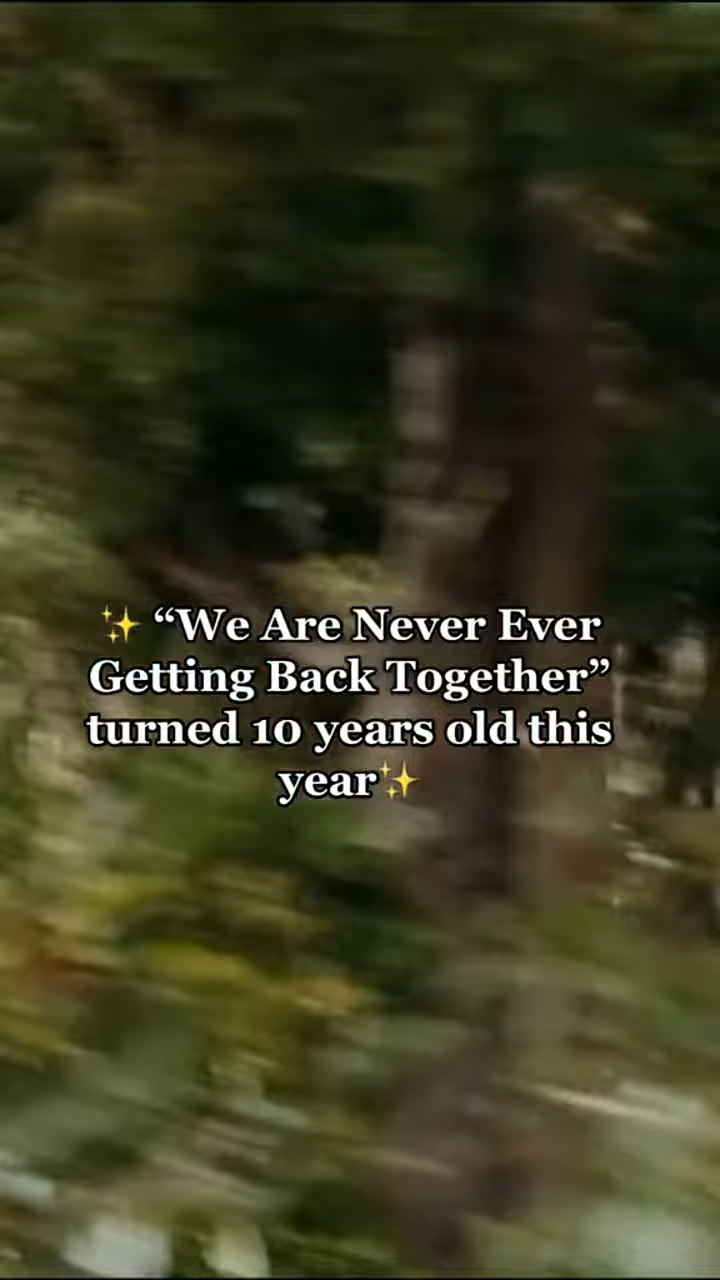 ✨ “We Are Never Ever
Getting Back Together”
turned 10 years old this
year✨